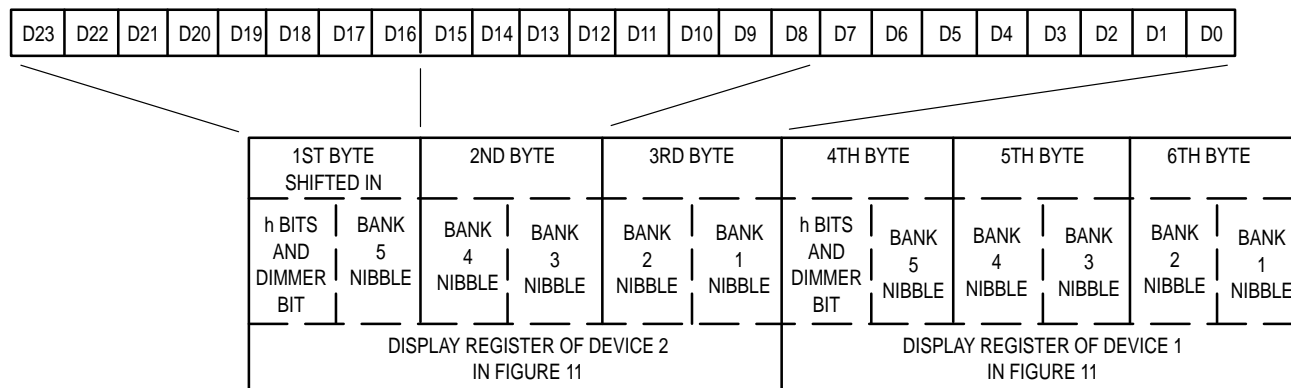 D23 D22 D21 D20 D19 D18 D17 D16 D15 D14 D13 D12 D11 D10 D9 D8 D7 D6 D5 D4 D3 D2 D1 D0
1ST BYTE
SHIFTED IN
2ND BYTE
3RD BYTE
4TH BYTE
5TH BYTE
6TH BYTE
h BITS
AND
DIMMER
BIT
BANK
5
NIBBLE
BANK
4
NIBBLE
BANK
3
NIBBLE
BANK
2
NIBBLE
BANK
1
NIBBLE
h BITS
AND
DIMMER
BIT
BANK
5
NIBBLE
BANK
4
NIBBLE
BANK
3
NIBBLE
BANK
2
NIBBLE
BANK
1
NIBBLE
DISPLAY REGISTER OF DEVICE 2
IN FIGURE 11
DISPLAY REGISTER OF DEVICE 1
IN FIGURE 11